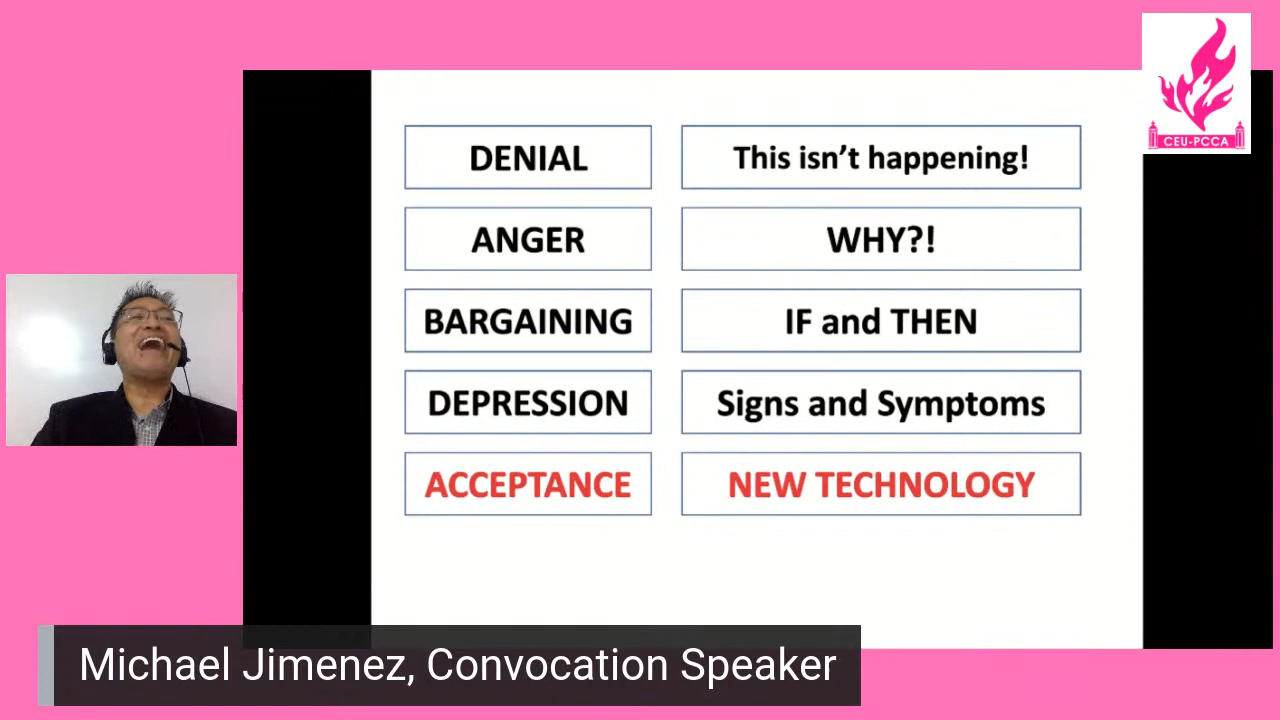 CEU-PCCA
DENIAL
This isn't happening!
ANGER
WHY?!
BARGAINING
IF and THEN
DEPRESSION
Signs and Symptoms
ACCEPTANCE
NEW TECHNOLOGY
Michael Jimenez, Convocation Speaker